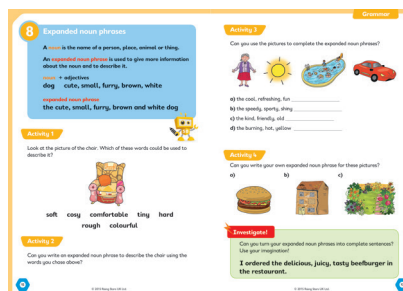 8 Expanded noun phrases
A noun is the name of a person, place, animal or thing.
An expanded noun phrase is used to give more information
about the noun and to describe it.
noun + adjectives
dog cute, small, furry, brown, white
expanded noun phrase
the cute, small, furry, brown and white dog
Activity 1
Look at the picture of the chair. Which of these words could be used to
describe it?
soft cosy comfortable tiny hard
rough colourful
Activity 2
Can you write an expanded noun phrase to describe the chair using the
words you chose above?
Grammar
Activity 3
Can you use the pictures to complete the expanded noun phrases?
a) the cool, refreshing, fun
b) the speedy, sporty, shiny
c) the kind, friendly, old
d) the burning, hot, yellow
Activity 4
Can you write your own expanded noun phrase for these pictures?
a) b) c)
Investigate!
Can you turn your expanded noun phrases into complete sentences?
Use your imagination!
I ordered the delicious, juicy, tasty beefburger in
the restaurant.